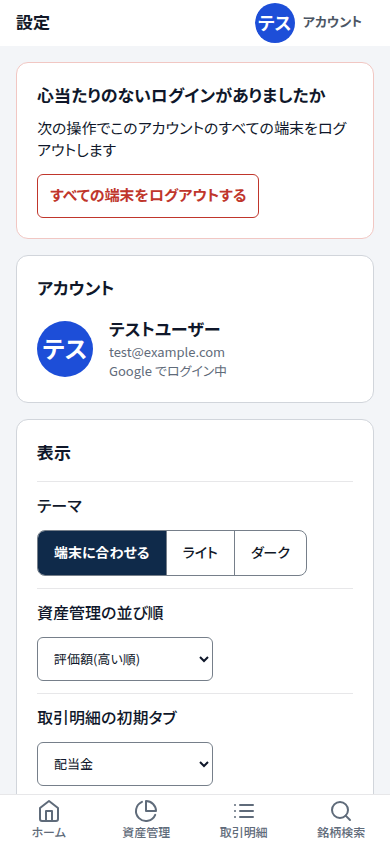 設定
テス アカウント
心当たりのないログインがありましたか
次の操作でこのアカウントのすべての端末をログ
アウトします
すべての端末をログアウトする
アカウント
テス
テストユーザー
test@example.com
Google でログイン中
表示
テーマ
端末に合わせる ライト ダーク
資産管理の並び順
評価額(高い順)
取引明細の初期タブ
配当金
ホーム 資産管理 取引明細 銘柄検索